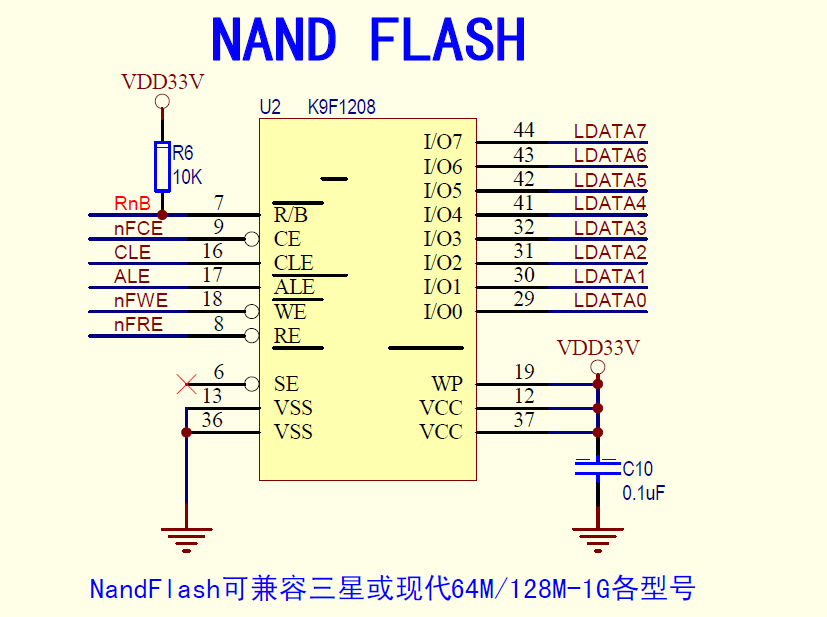 NAND FLASH
VDD33V
U2 K9F1208
R6
10K
RnB 7 R/B
nFCE 9 CE
CLE 16 CLE
ALE 17 ALE
nFWE 18 WE
nFRE 8 RE
6 SE
13 VSS
36 VSS
I/O7 44 LDATA7
I/O6 43 LDATA6
I/O5 42 LDATA5
I/O4 41 LDATA4
I/O3 32 LDATA3
I/O2 31 LDATA2
I/O1 30 LDATA1
I/O0 29 LDATA0
VDD33V
WP 19
VCC 12
VCC 37
C10
0.1uF
NandFlash可兼容三星或现代64M/128M-1G各型号